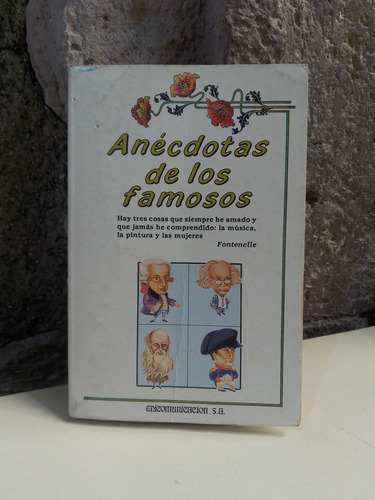 Anécdotas
de los
famosos
Hay tres cosas que siempre he amado y
que jamás he comprendido: la música,
la pintura y las mujeres
Fontenelle
EDICOMUNICACION, S.A.